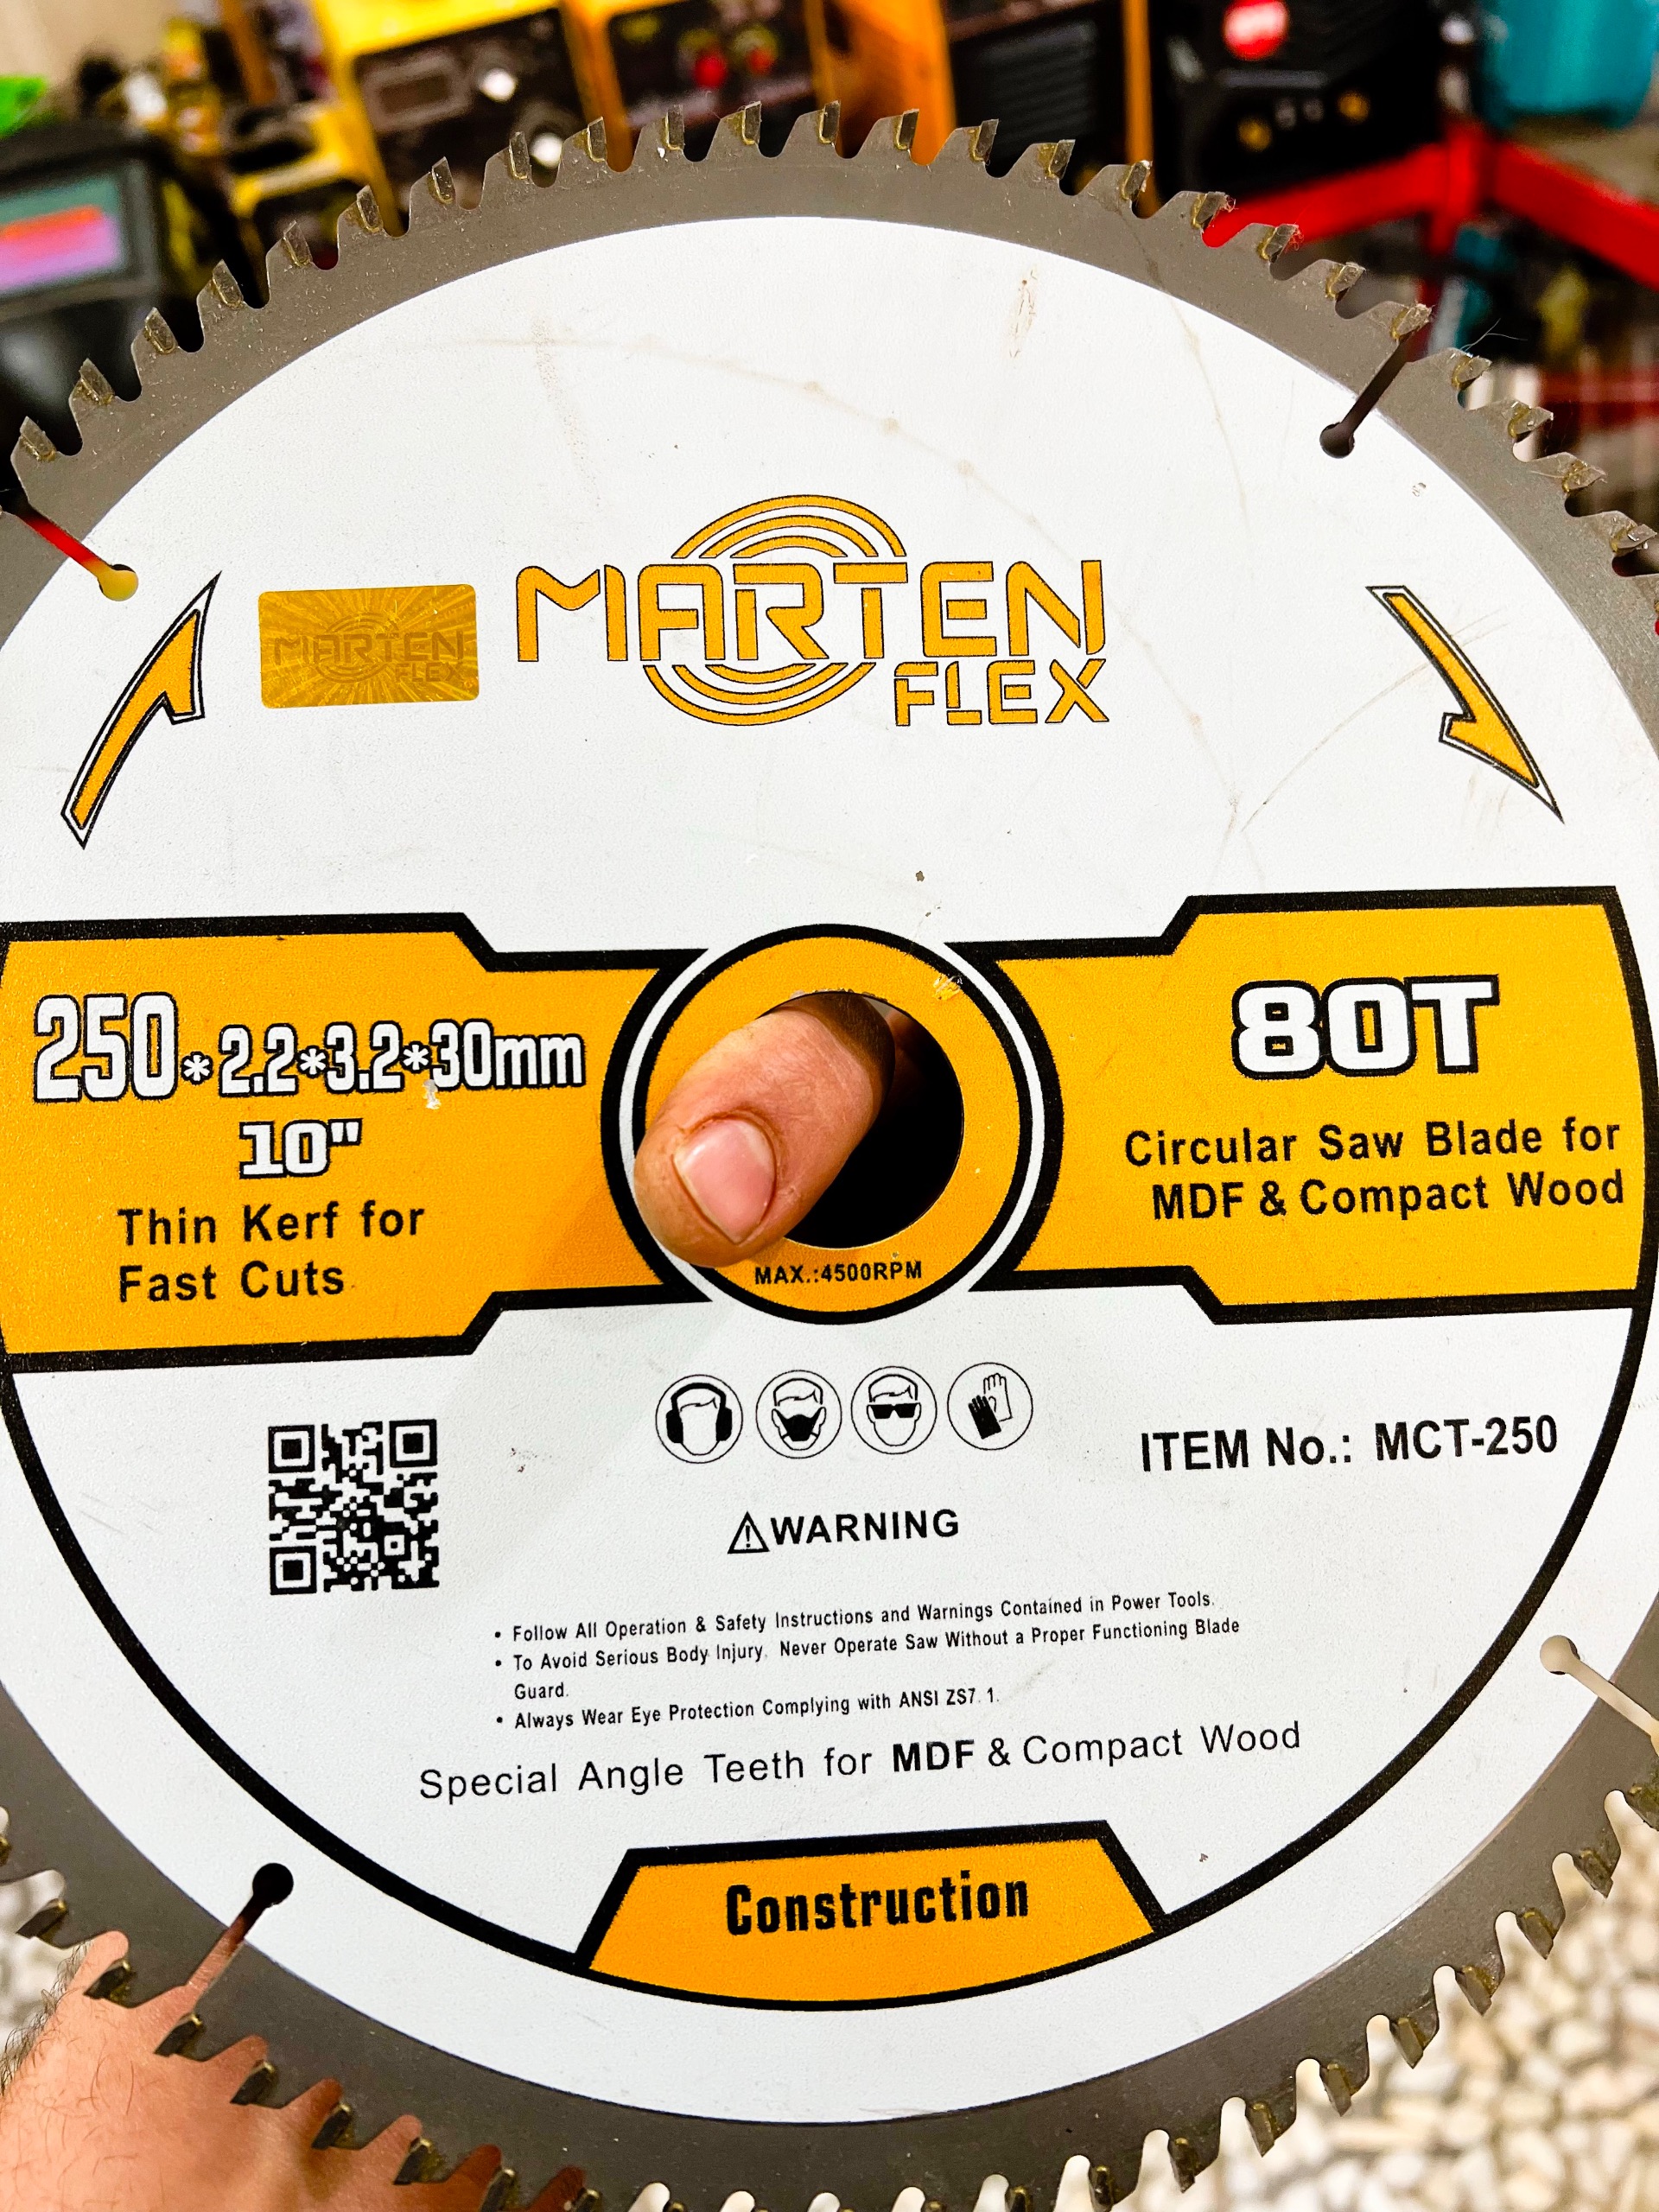 MARTEN
FLEX
MARTEN
FLEX
250*2.2*3.2*30mm
10"
Thin Kerf for
Fast Cuts
80T
Circular Saw Blade for
MDF & Compact Wood
MAX.:4500RPM
ITEM No.: MCT-250
⚠WARNING
• Follow All Operation & Safety Instructions and Warnings Contained in Power Tools.
• To Avoid Serious Body Injury, Never Operate Saw Without a Proper Functioning Blade
Guard.
• Always Wear Eye Protection Complying with ANSI ZS7.1.
Special Angle Teeth for MDF & Compact Wood
Construction